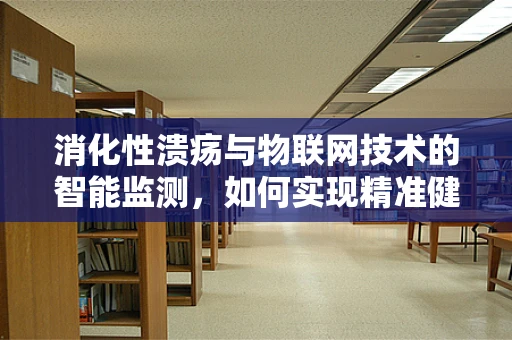 消化性溃疡与物联网技术的
智能监测，如何实现精准健